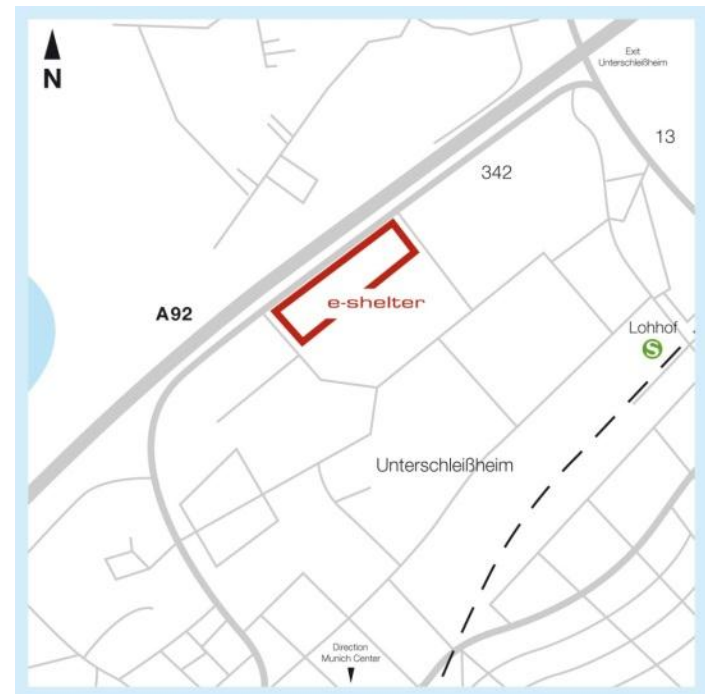 N
Exit
Unterschleißheim
13
342
e-shelter
A92
Lohhof
S
Unterschleißheim
Direction
Munich Center